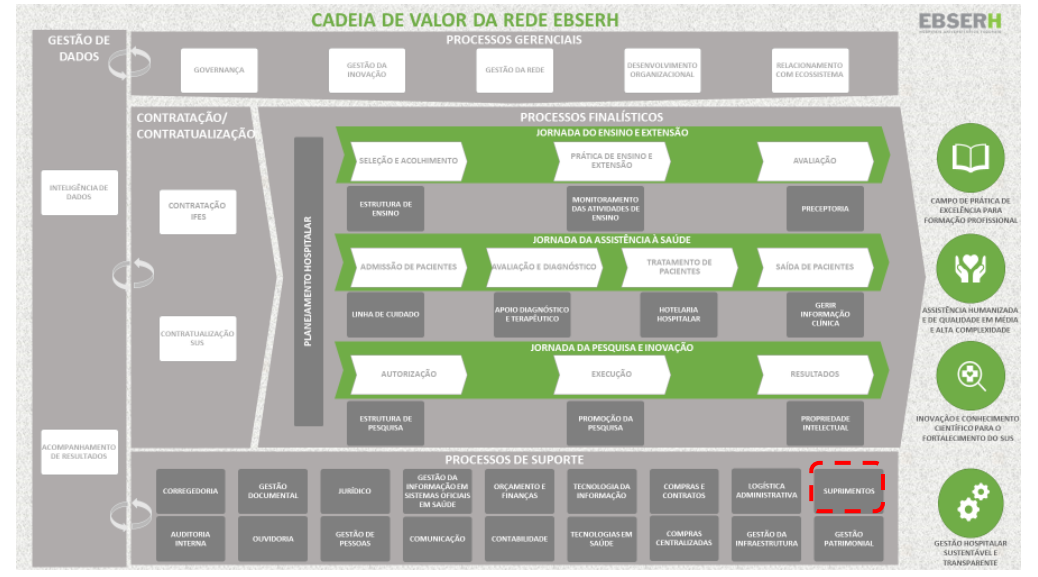 CADEIA DE VALOR DA REDE EBSERH
EBSERH
GESTÃO DE
DADOS
INTELIGÊNCIA DE
DADOS
ACOMPANHAMENTO
DE RESULTADOS
PROCESSOS GERENCIAIS
GOVERNANÇA
GESTÃO DA
INOVAÇÃO
GESTÃO DA REDE
DESENVOLVIMENTO
ORGANIZACIONAL
RELACIONAMENTO
COM ECOSSISTEMA
CONTRATAÇÃO/
CONTRATUALIZAÇÃO
CONTRATAÇÃO
IFES
CONTRATUALIZAÇÃO
SUS
PROCESSOS FINALÍSTICOS
PLANEJAMENTO HOSPITALAR
JORNADA DO ENSINO E EXTENSÃO
SELEÇÃO E ACOLHIMENTO
PRÁTICA DE ENSINO E
EXTENSÃO
AVALIAÇÃO
ESTRUTURA DE
ENSINO
MONITORAMENTO
DAS ATIVIDADES DE
ENSINO
PRECEPTORIA
JORNADA DA ASSISTÊNCIA À SAÚDE
ADMISSÃO DE PACIENTES
AVALIAÇÃO E DIAGNÓSTICO
TRATAMENTO DE
PACIENTES
SAÍDA DE PACIENTES
LINHA DE CUIDADO
APOIO DIAGNÓSTICO
E TERAPÊUTICO
HOTELARIA
HOSPITALAR
GERIR
INFORMAÇÃO
CLÍNICA
JORNADA DA PESQUISA E INOVAÇÃO
AUTORIZAÇÃO
EXECUÇÃO
RESULTADOS
ESTRUTURA DE
PESQUISA
PROMOÇÃO DA
PESQUISA
PROPRIEDADE
INTELECTUAL
PROCESSOS DE SUPORTE
CORREGEDORIA
GESTÃO
DOCUMENTAL
JURÍDICO
GESTÃO DA
INFORMAÇÃO EM
SISTEMAS OFICIAIS
EM SAÚDE
ORÇAMENTO E
FINANÇAS
TECNOLOGIA DA
INFORMAÇÃO
COMPRAS E
CONTRATOS
LOGÍSTICA
ADMINISTRATIVA
SUPRIMENTOS
AUDITORIA
INTERNA
OUVIDORIA
GESTÃO DE
PESSOAS
COMUNICAÇÃO
CONTABILIDADE
TECNOLOGIAS EM
SAÚDE
COMPRAS
CENTRALIZADAS
GESTÃO DA
INFRAESTRUTURA
GESTÃO
PATRIMONIAL
CAMPO DE PRÁTICA DE
EXCELÊNCIA PARA
FORMAÇÃO PROFISSIONAL
ASSISTÊNCIA HUMANIZADA
E DE QUALIDADE EM MÉDIA
E ALTA COMPLEXIDADE
INOVAÇÃO E CONHECIMENTO
CIENTÍFICO PARA O
FORTALECIMENTO DO SUS
GESTÃO HOSPITALAR
SUSTENTÁVEL E
TRANSPARENTE